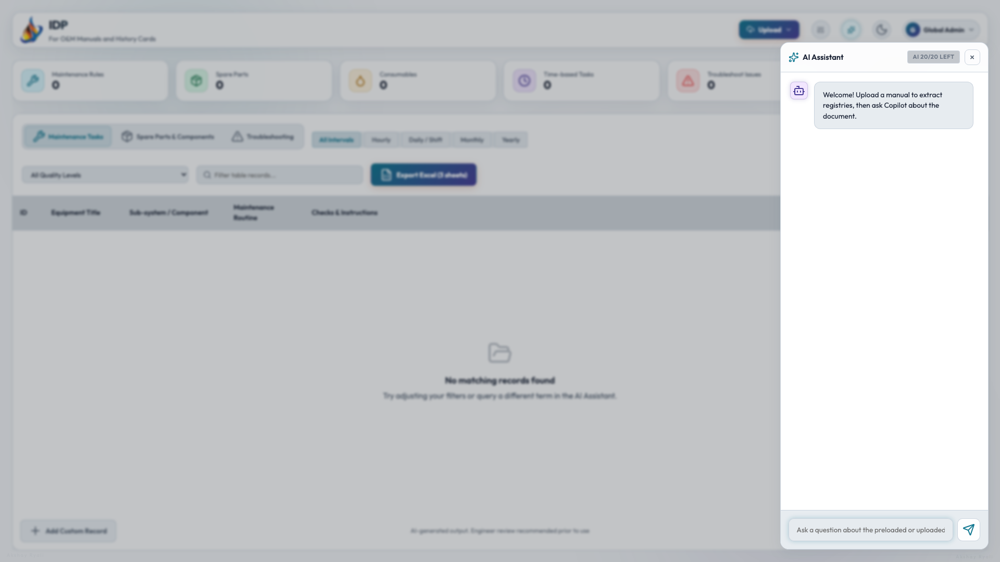 IDP
For O&M Manuals and History Cards
Upload
Global Admin
Maintenance Rules
0
Spare Parts
0
Consumables
0
Time-based Tasks
0
Troubleshoot Issues
0
AI Assistant
AI 20/20 LEFT
×
Welcome! Upload a manual to extract
registries, then ask Copilot about the
document.
Maintenance Tasks
Spare Parts & Components
Troubleshooting
All Intervals
Hourly
Daily / Shift
Monthly
Yearly
All Quality Levels
Filter table records...
Export Excel (3 sheets)
ID
Equipment Title
Sub-system / Component
Maintenance
Routine
Checks & Instructions
No matching records found
Try adjusting your filters or query a different term in the AI Assistant.
Add Custom Record
AI-generated output. Engineer review recommended prior to use
Ask a question about the preloaded or uploaded